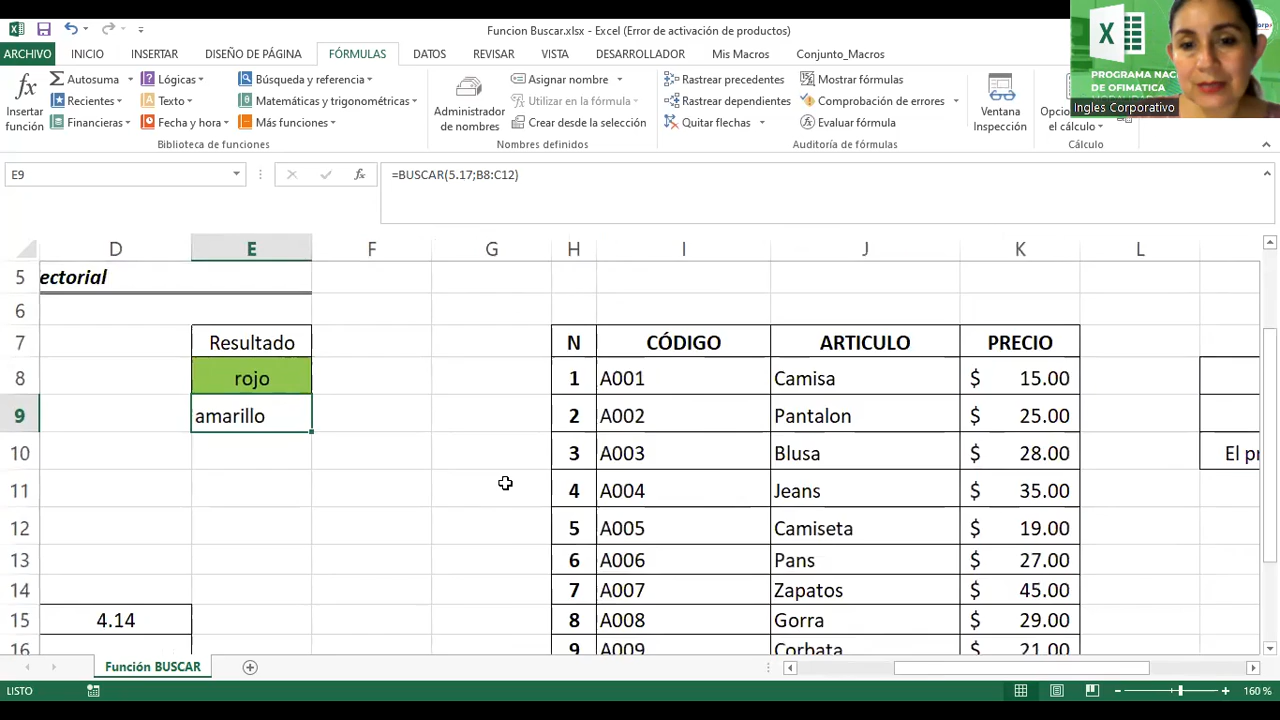 Funcion Buscar.xlsx - Excel (Error de activación de productos)
ARCHIVO INICIO INSERTAR DISEÑO DE PÁGINA FÓRMULAS DATOS REVISAR VISTA DESARROLLADOR Mis Macros Conjunto_Macros
PROGRAMA NAC
DE OFIMATICA
Ingles Corporativo
fx Insertar función
Σ Autosuma
Recientes
Financieras
Lógicas
Texto
Fecha y hora
Búsqueda y referencia
Matemáticas y trigonométricas
Más funciones
Biblioteca de funciones
Administrador de nombres
Asignar nombre
Utilizar en la fórmula
Crear desde la selección
Nombres definidos
Rastrear precedentes
Rastrear dependientes
Quitar flechas
Mostrar fórmulas
Comprobación de errores
Evaluar fórmula
Auditoría de fórmulas
Ventana Inspección
el cálculo
Cálculo
E9 fx =BUSCAR(5.17;B8:C12)
D E F G H I J K L
5 ectorial
6
7 Resultado N CÓDIGO ARTICULO PRECIO
8 rojo 1 A001 Camisa $ 15.00
9 amarillo 2 A002 Pantalon $ 25.00
10 3 A003 Blusa $ 28.00 El pr
11 4 A004 Jeans $ 35.00
12 5 A005 Camiseta $ 19.00
13 6 A006 Pans $ 27.00
14 7 A007 Zapatos $ 45.00
15 4.14 8 A008 Gorra $ 29.00
16 9 A009 Corbata $ 21.00
Función BUSCAR
LISTO 160 %